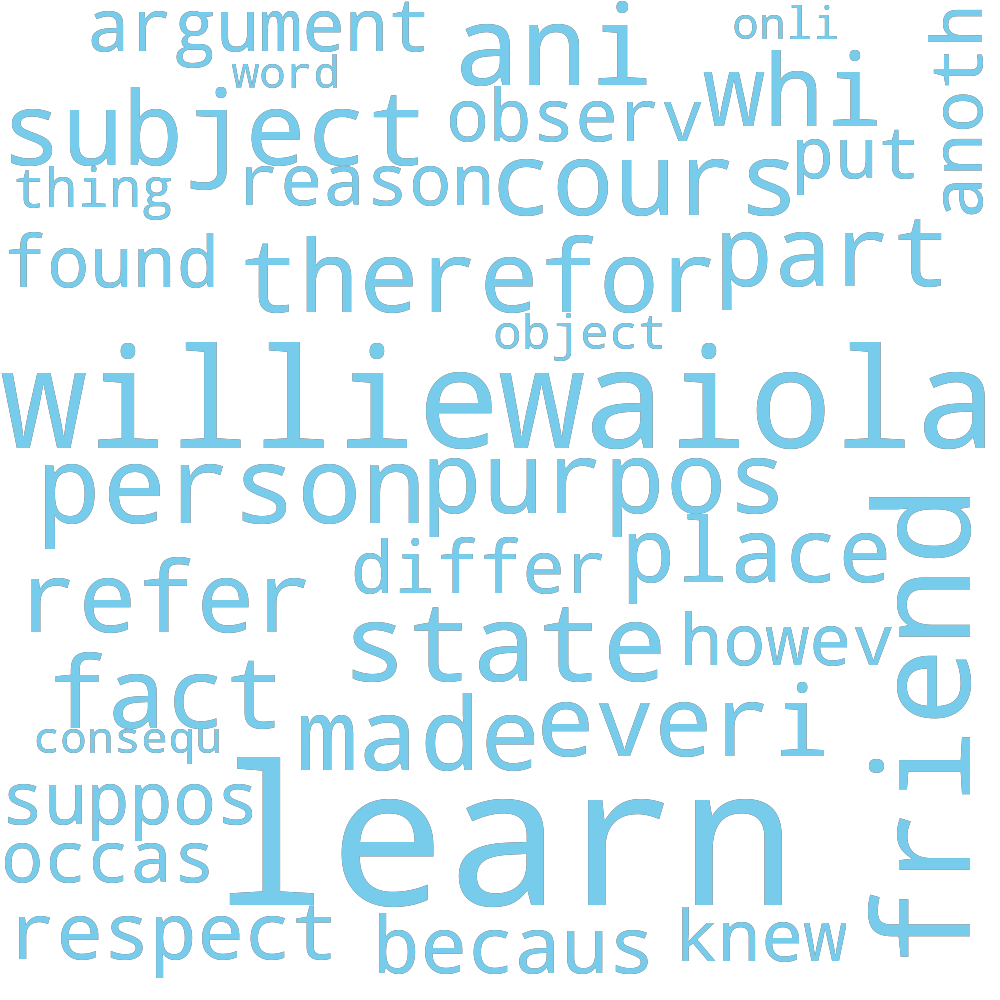 argument
ani
onli
anoth
word
whi
subject
observ
put
thing
reason
cours
found
therefor
part
object
williewaiola
person
purpos
friend
differ
place
refer
state
howev
fact
made
everi
consequ
learn
suppos
occas
respect
becaus
knew